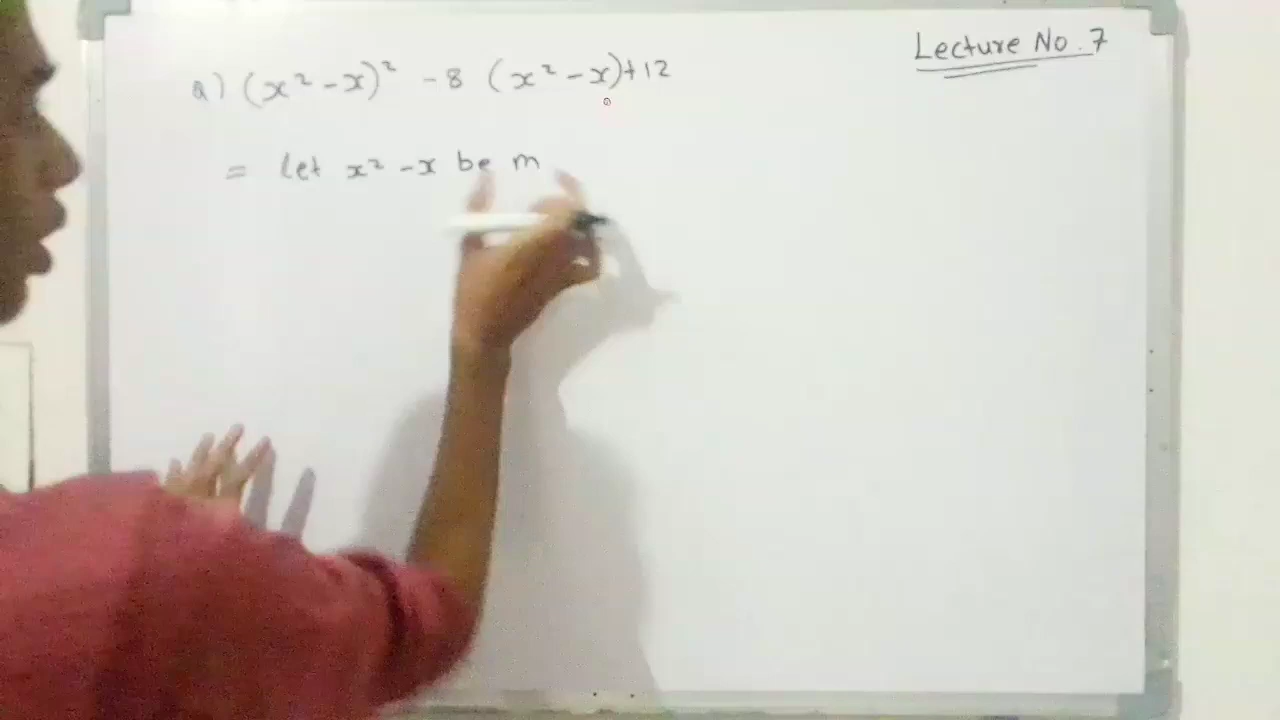 Lecture No. 7
a) (x² - x)² - 8 (x² - x) + 12
= Let x² - x be m